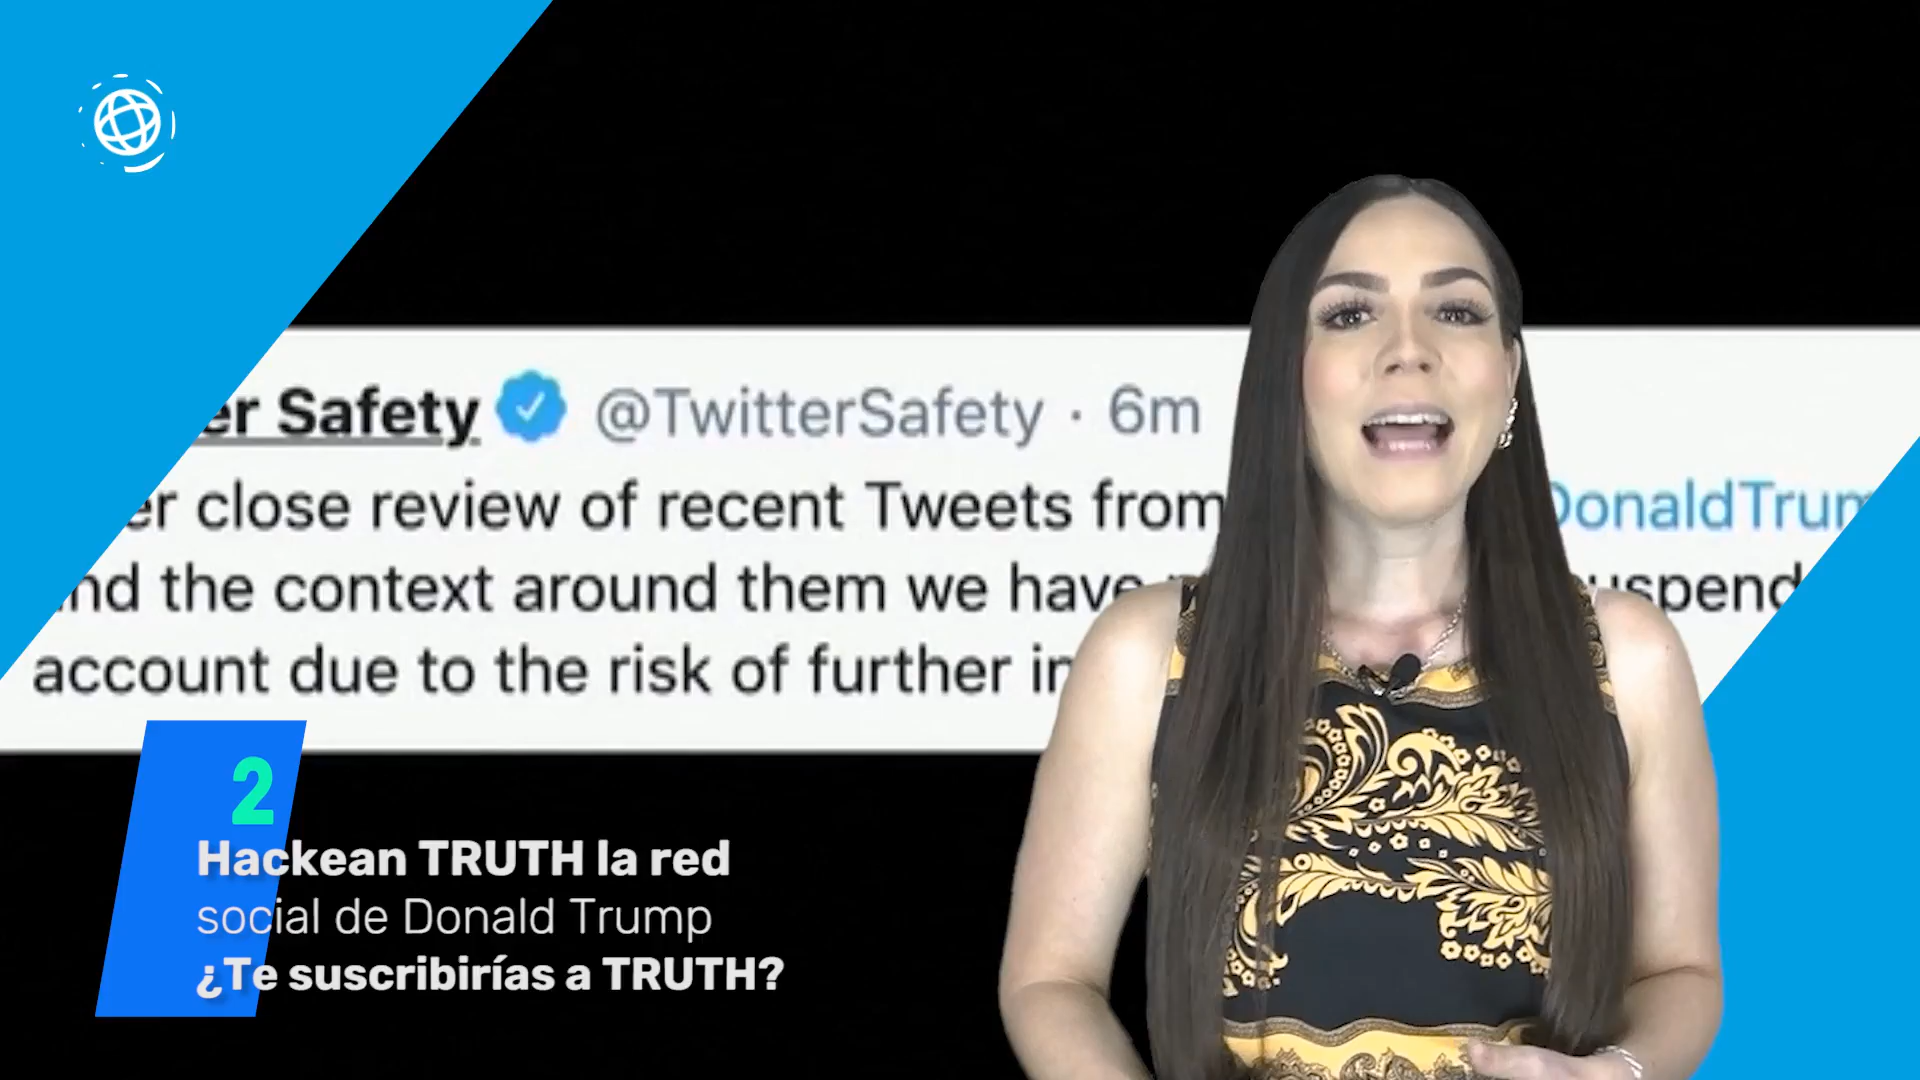 er Safety @TwitterSafety · 6m
er close review of recent Tweets from DonaldTrum
and the context around them we have suspend
account due to the risk of further in
2
Hackean TRUTH la red
social de Donald Trump
¿Te suscribirías a TRUTH?